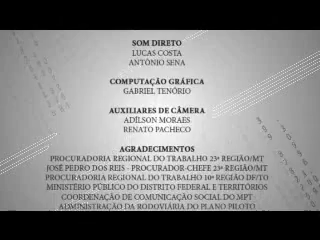 SOM DIRETO
LUCAS COSTA
ANTÔNIO SENA
COMPUTAÇÃO GRÁFICA
GABRIEL TENÓRIO
AUXILIARES DE CÂMERA
ADÍLSON MORAES
RENATO PACHECO
AGRADECIMENTOS
PROCURADORIA REGIONAL DO TRABALHO 23ª REGIÃO/MT
JOSÉ PEDRO DOS REIS - PROCURADOR-CHEFE 23ª REGIÃO/MT
PROCURADORIA REGIONAL DO TRABALHO 10ª REGIÃO DF/TO
MINISTÉRIO PÚBLICO DO DISTRITO FEDERAL E TERRITÓRIOS
COORDENAÇÃO DE COMUNICAÇÃO SOCIAL DO MPT
ADMINISTRAÇÃO DA RODOVIÁRIA DO PLANO PILOTO